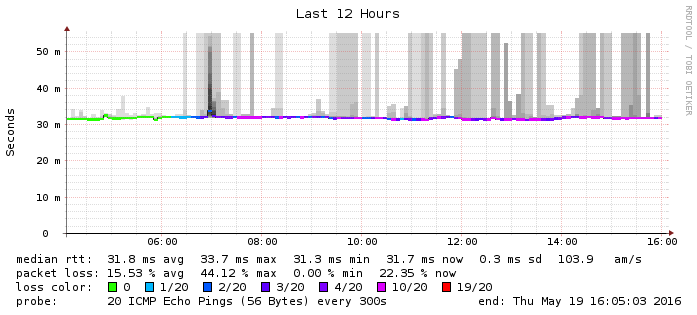 Last 12 Hours
RRDTOOL / TOBI OETIKER
Seconds
50 m
40 m
30 m
20 m
10 m
0
06:00 08:00 10:00 12:00 14:00 16:00
median rtt: 31.8 ms avg 33.7 ms max 31.3 ms min 31.7 ms now 0.3 ms sd 103.9 am/s
packet loss: 15.53 % avg 44.12 % max 0.00 % min 22.35 % now
loss color: 0 1/20 2/20 3/20 4/20 10/20 19/20
probe: 20 ICMP Echo Pings (56 Bytes) every 300s end: Thu May 19 16:05:03 2016